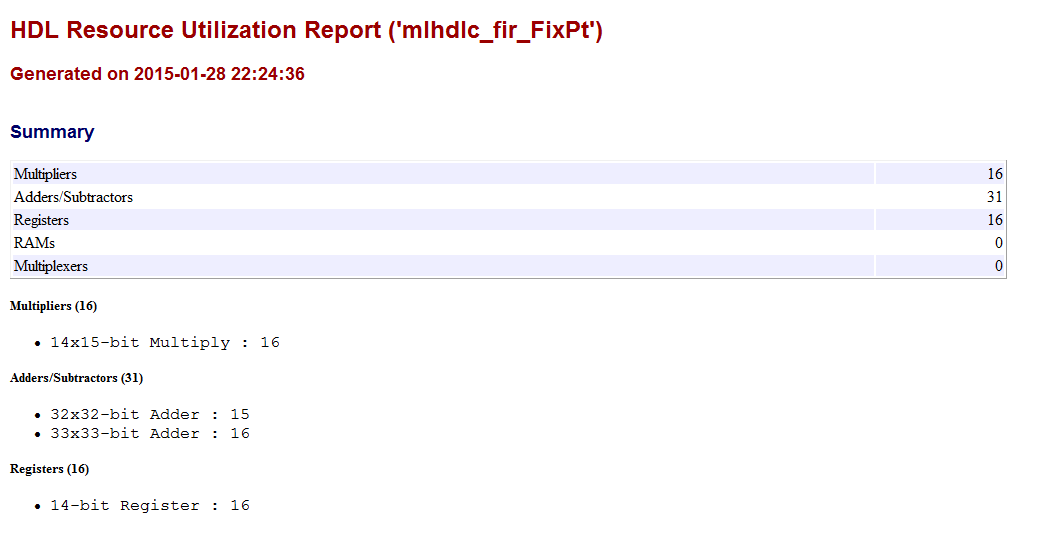 HDL Resource Utilization Report ('mlhdlc_fir_FixPt')
Generated on 2015-01-28 22:24:36
Summary
Multipliers 16
Adders/Subtractors 31
Registers 16
RAMs 0
Multiplexers 0
Multipliers (16)
• 14x15-bit Multiply : 16
Adders/Subtractors (31)
• 32x32-bit Adder : 15
• 33x33-bit Adder : 16
Registers (16)
• 14-bit Register : 16